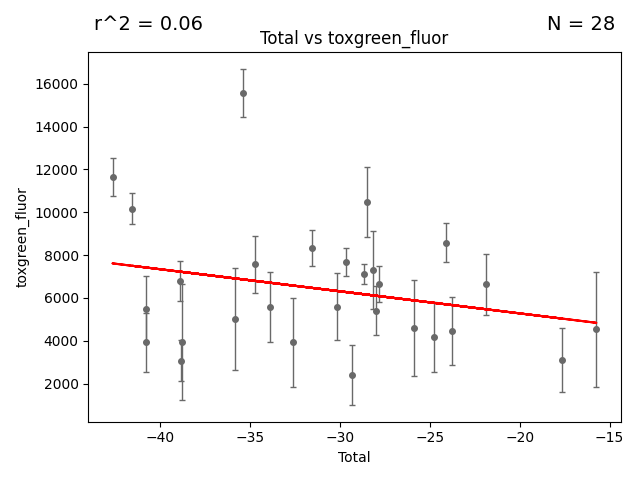 r^2 = 0.06
N = 28
Total vs toxgreen_fluor
16000
14000
12000
10000
8000
6000
4000
2000
toxgreen_fluor
−40
−35
−30
−25
−20
−15
Total